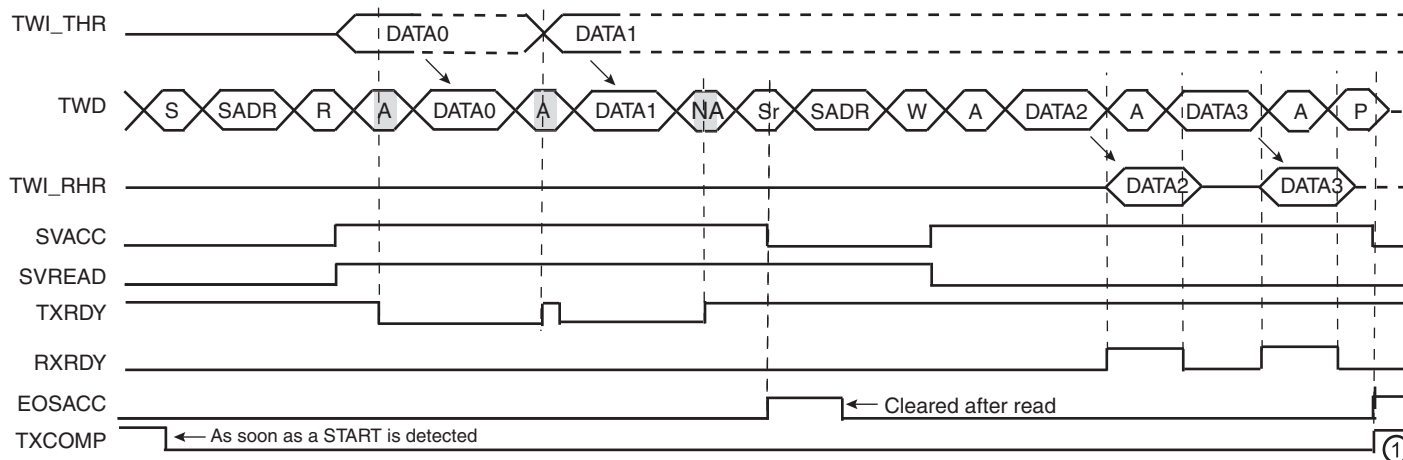 TWI_THR DATA0 DATA1
TWD S SADR R A DATA0 A DATA1 NA Sr SADR W A DATA2 A DATA3 A P
TWI_RHR DATA2 DATA3
SVACC
SVREAD
TXRDY
RXRDY
EOSACC Cleared after read
TXCOMP As soon as a START is detected 1